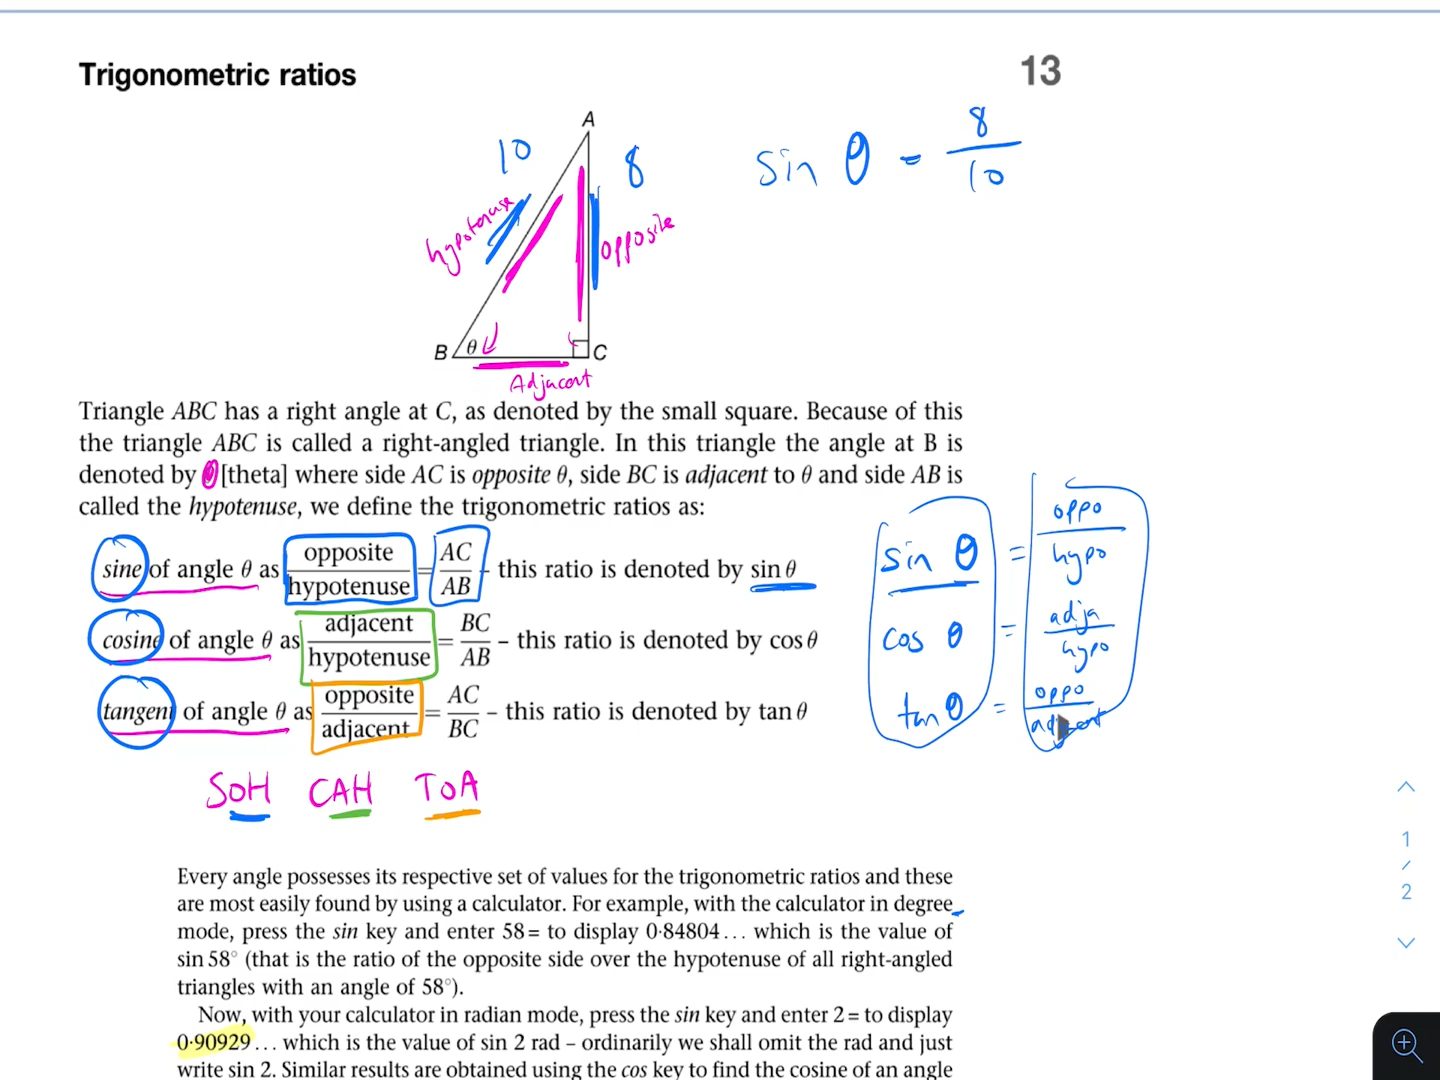 Trigonometric ratios 13
A
10
8
sin θ = 8/10
hypotenuse
opposite
B θ C
Adjacent
Triangle ABC has a right angle at C, as denoted by the small square. Because of this
the triangle ABC is called a right-angled triangle. In this triangle the angle at B is
denoted by θ [theta] where side AC is opposite θ, side BC is adjacent to θ and side AB is
called the hypotenuse, we define the trigonometric ratios as:
sine of angle θ as opposite/hypotenuse = AC/AB – this ratio is denoted by sin θ
cosine of angle θ as adjacent/hypotenuse = BC/AB – this ratio is denoted by cos θ
tangent of angle θ as opposite/adjacent = AC/BC – this ratio is denoted by tan θ
sin θ = oppo/hypo
cos θ = adja/hypo
tan θ = oppo/adjacent
SOH CAH TOA
Every angle possesses its respective set of values for the trigonometric ratios and these
are most easily found by using a calculator. For example, with the calculator in degree
mode, press the sin key and enter 58 = to display 0·84804... which is the value of
sin 58° (that is the ratio of the opposite side over the hypotenuse of all right-angled
triangles with an angle of 58°).
Now, with your calculator in radian mode, press the sin key and enter 2 = to display
0·90929... which is the value of sin 2 rad – ordinarily we shall omit the rad and just
write sin 2. Similar results are obtained using the cos key to find the cosine of an angle
1
/
2